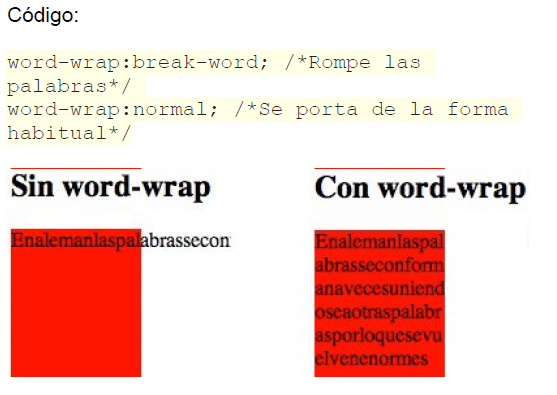 Código:
word-wrap:break-word; /*Rompe las
palabras*/
word-wrap:normal; /*Se porta de la forma
habitual*/
Sin word-wrap
Enalemanlaspalabrassecon
Con word-wrap
Enalemanlaspal
abrasseconform
anavecesuniend
oseaotraspalabr
asporloquesevu
elvenenormes